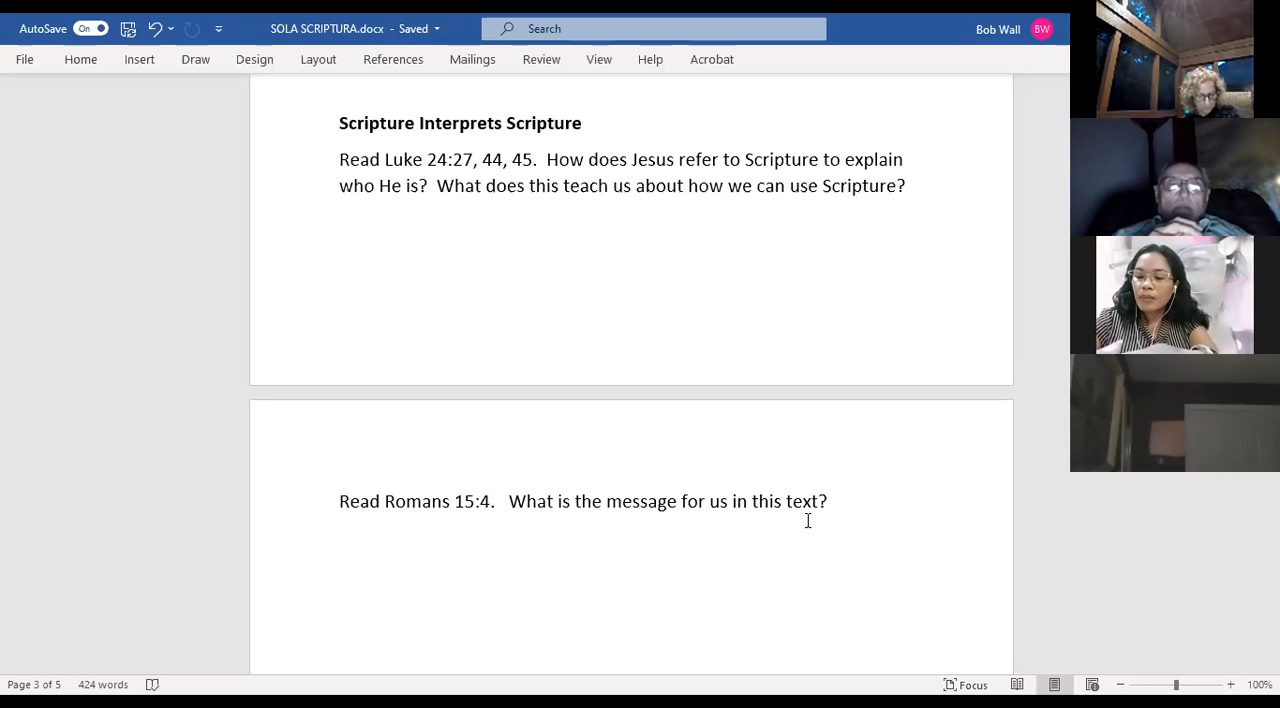 AutoSave On SOLA SCRIPTURA.docx - Saved Search Bob Wall BW
File Home Insert Draw Design Layout References Mailings Review View Help Acrobat
Scripture Interprets Scripture
Read Luke 24:27, 44, 45. How does Jesus refer to Scripture to explain
who He is? What does this teach us about how we can use Scripture?
Read Romans 15:4. What is the message for us in this text?
Page 3 of 5 424 words Focus 100%